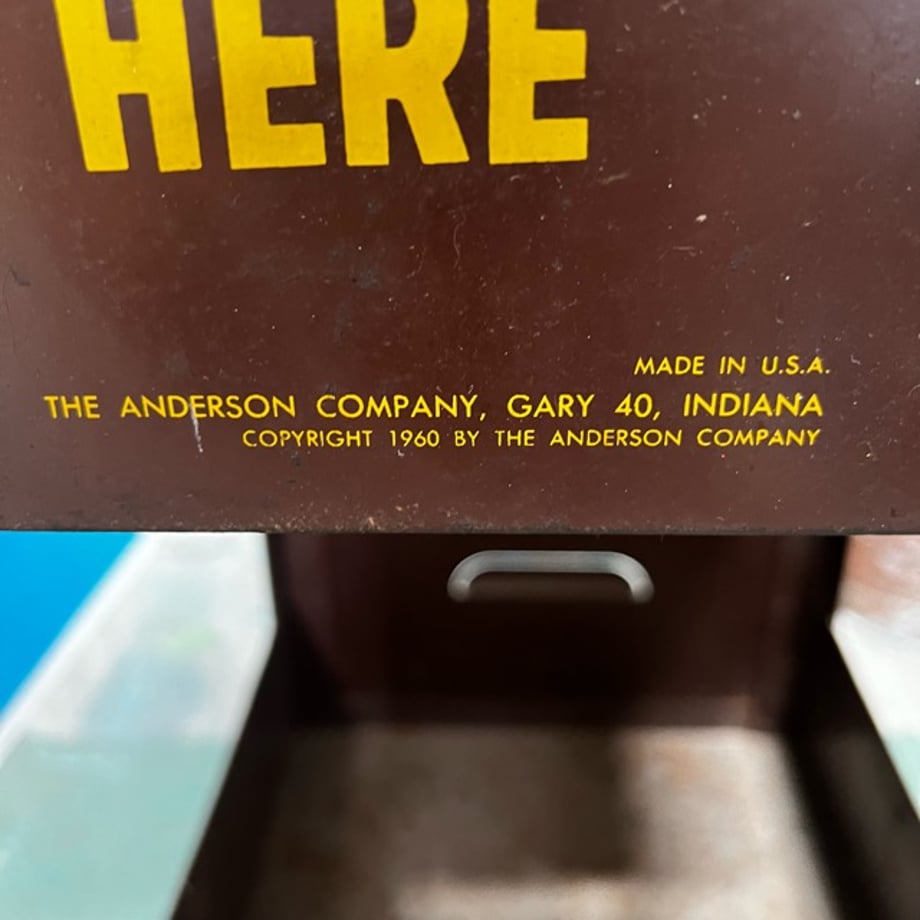 HERE
MADE IN U.S.A.
THE ANDERSON COMPANY, GARY 40, INDIANA
COPYRIGHT 1960 BY THE ANDERSON COMPANY